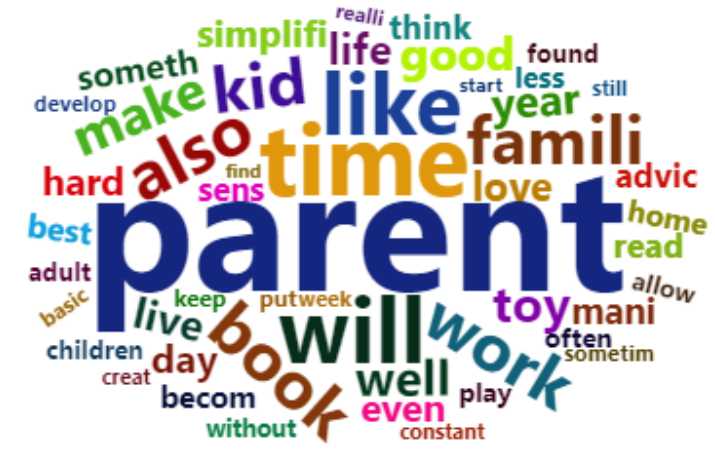 realli
simplifi
think
life
good
found
someth
kid
like
start
less
still
develop
make
year
also
time
famili
hard
find
sens
love
advic
parent
best
home
read
adult
allow
basic
live
keep
put
week
toy
mani
will
work
often
book
children
day
sometim
creat
well
becom
even
play
without
constant